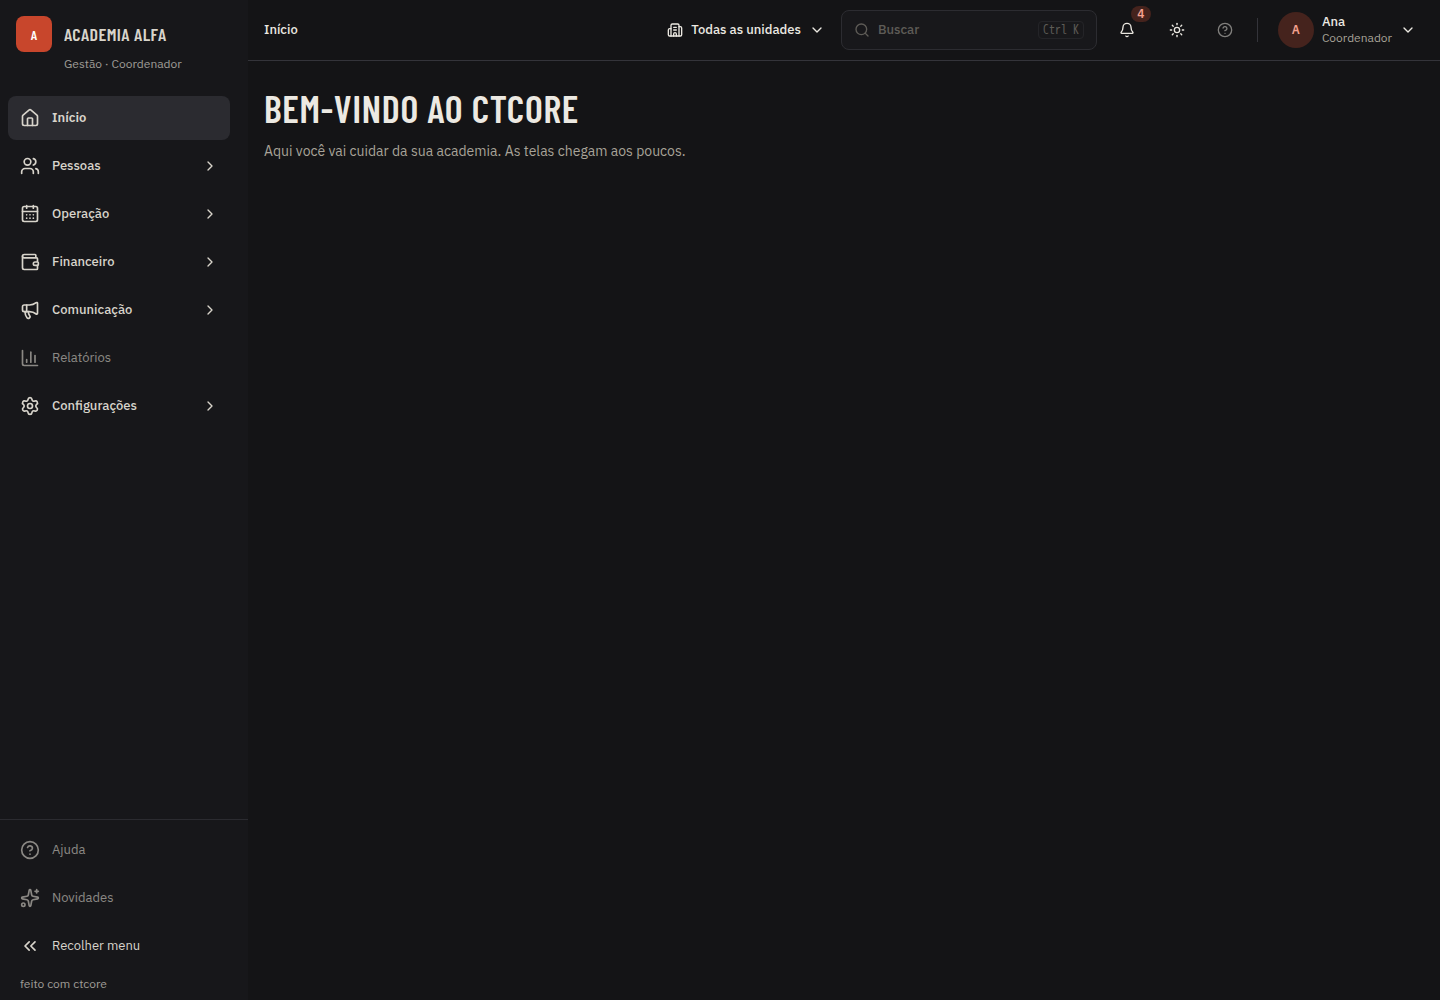 A
ACADEMIA ALFA
Gestão · Coordenador
Início
Pessoas
Operação
Financeiro
Comunicação
Relatórios
Configurações
Ajuda
Novidades
Recolher menu
feito com ctcore
Início
Todas as unidades
Buscar
Ctrl K
4
A
Ana
Coordenador
BEM-VINDO AO CTCORE
Aqui você vai cuidar da sua academia. As telas chegam aos poucos.